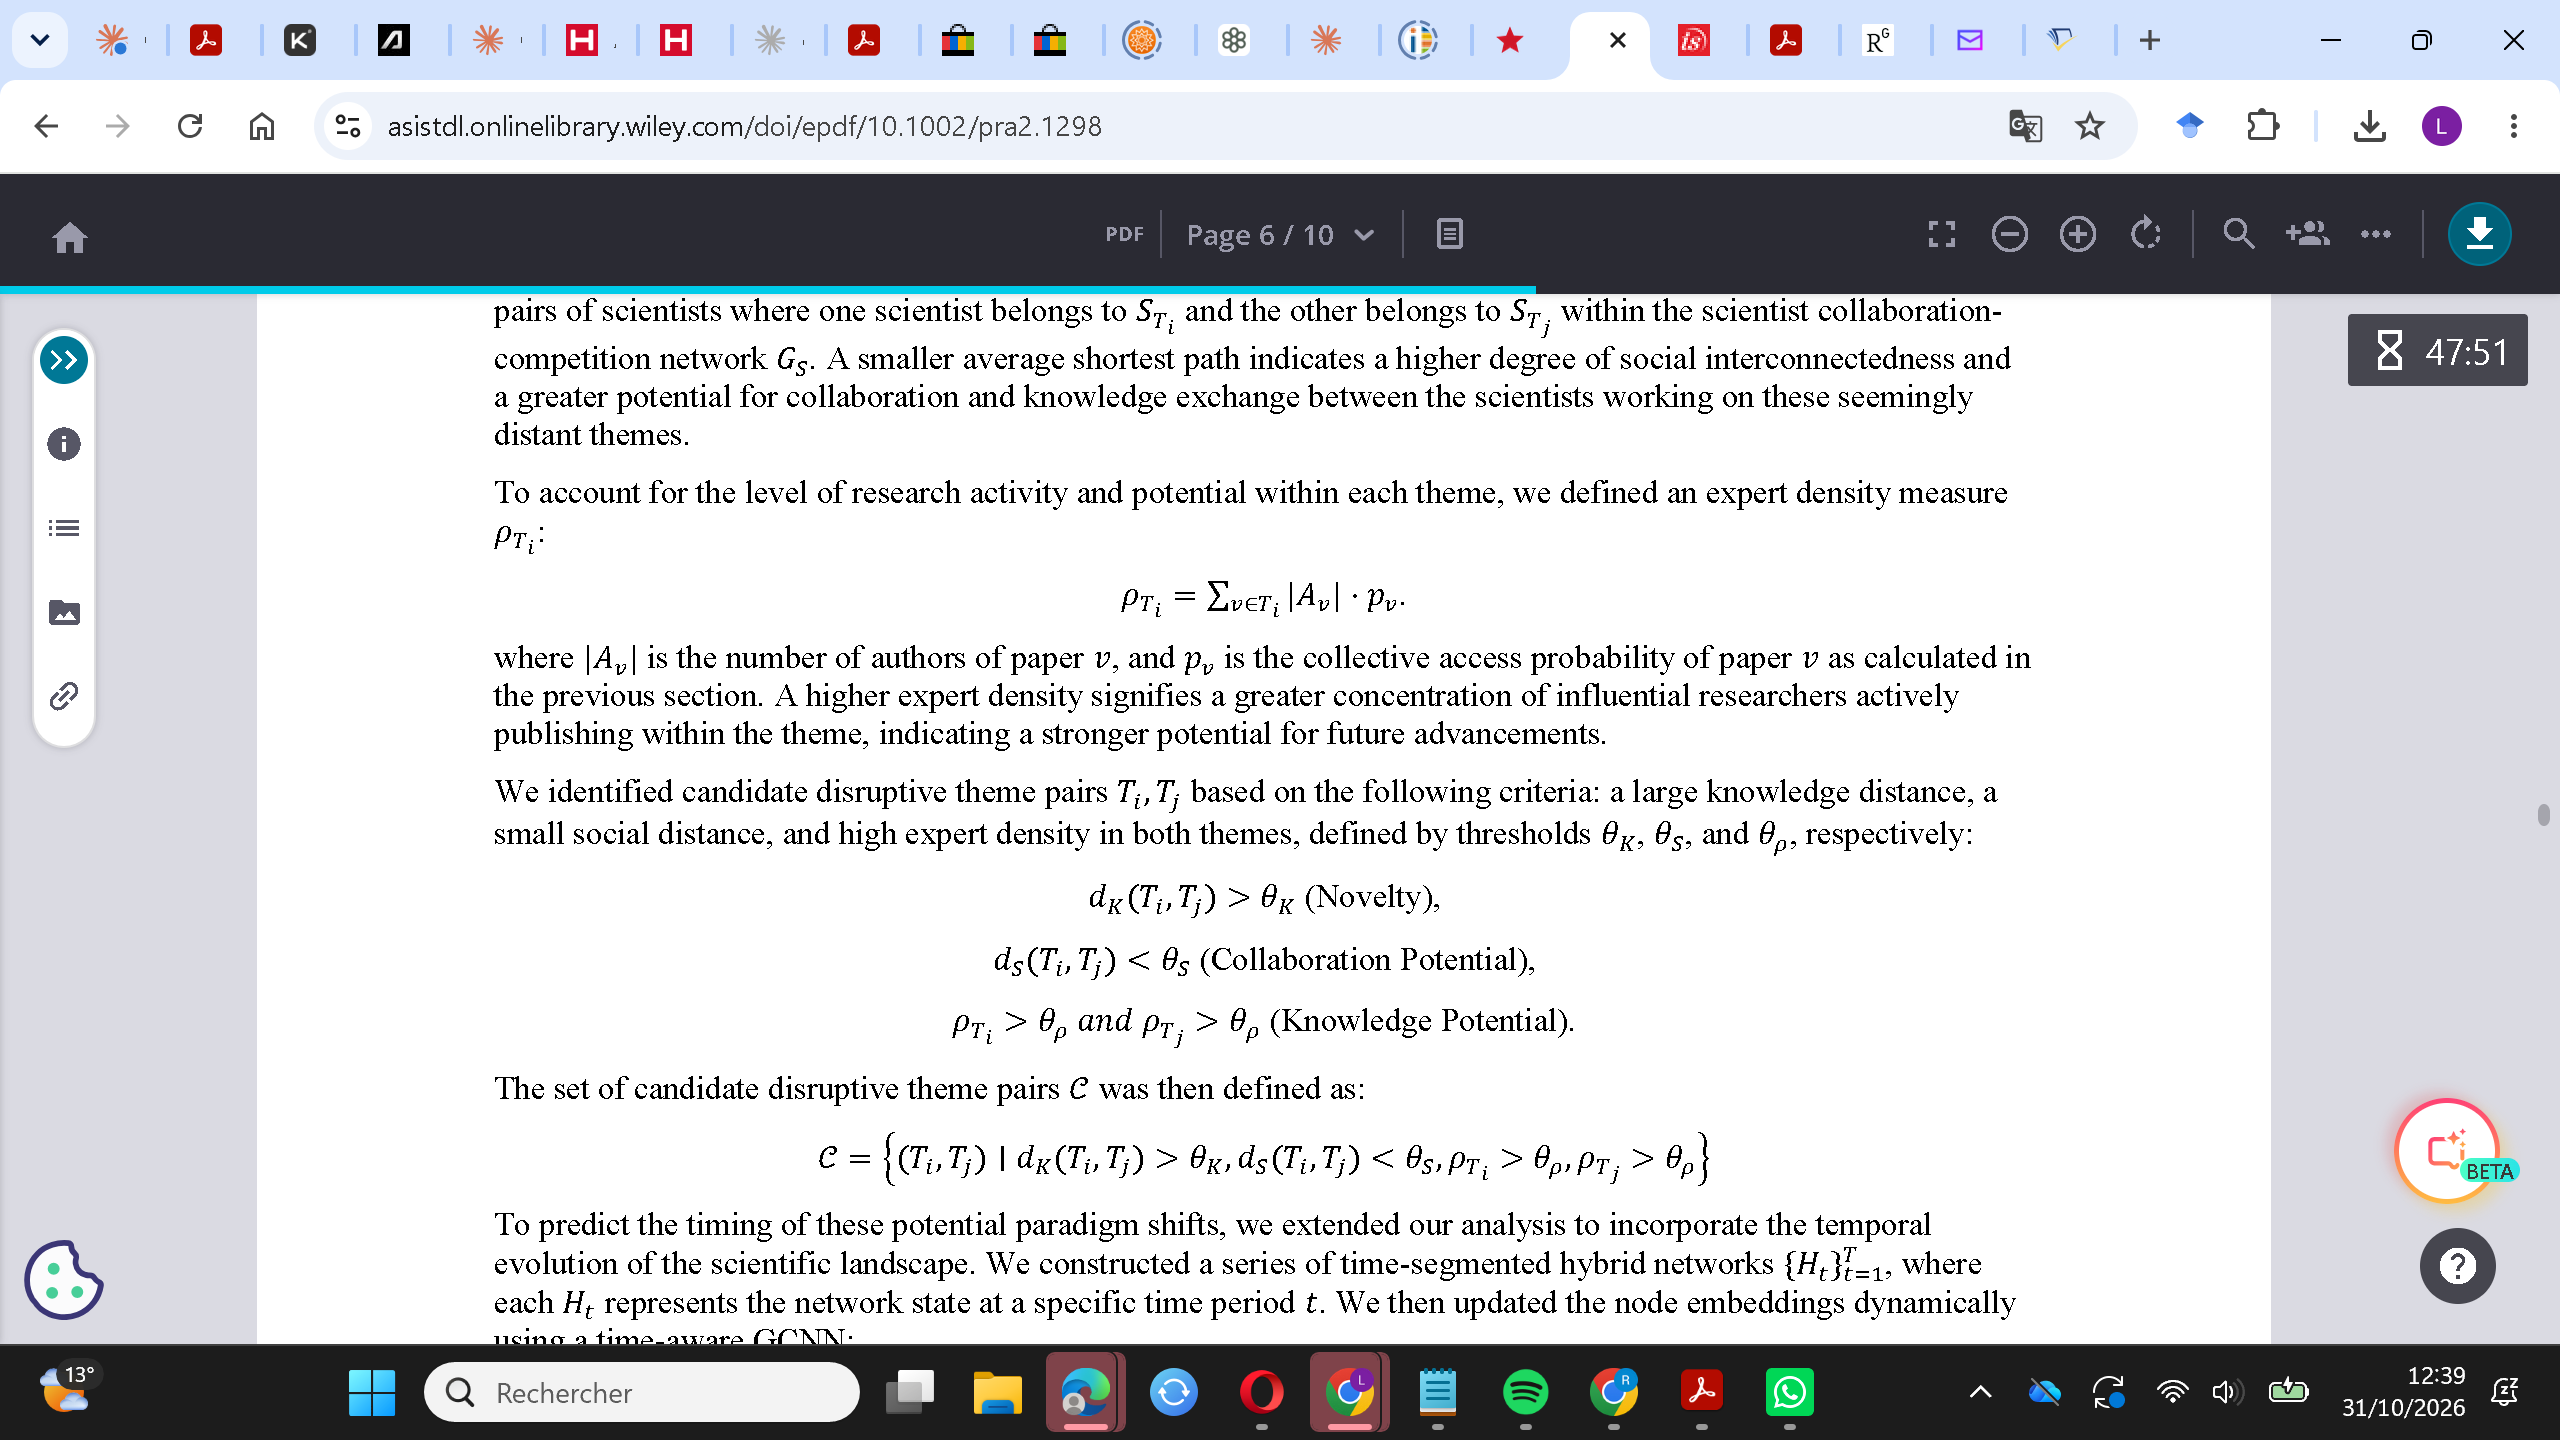 asistdl.onlinelibrary.wiley.com/doi/epdf/10.1002/pra2.1298
L
PDF
Page 6 / 10
47:51
pairs of scientists where one scientist belongs to S_{T_i} and the other belongs to S_{T_j} within the scientist collaboration-
competition network G_S. A smaller average shortest path indicates a higher degree of social interconnectedness and
a greater potential for collaboration and knowledge exchange between the scientists working on these seemingly
distant themes.
To account for the level of research activity and potential within each theme, we defined an expert density measure
ρ_{T_i}:
ρ_{T_i} = ∑_{v∈T_i} |A_v| · p_v.
where |A_v| is the number of authors of paper v, and p_v is the collective access probability of paper v as calculated in
the previous section. A higher expert density signifies a greater concentration of influential researchers actively
publishing within the theme, indicating a stronger potential for future advancements.
We identified candidate disruptive theme pairs T_i, T_j based on the following criteria: a large knowledge distance, a
small social distance, and high expert density in both themes, defined by thresholds θ_K, θ_S, and θ_ρ, respectively:
d_K(T_i, T_j) > θ_K (Novelty),
d_S(T_i, T_j) < θ_S (Collaboration Potential),
ρ_{T_i} > θ_ρ and ρ_{T_j} > θ_ρ (Knowledge Potential).
The set of candidate disruptive theme pairs 𝒞 was then defined as:
𝒞 = {(T_i, T_j) | d_K(T_i, T_j) > θ_K, d_S(T_i, T_j) < θ_S, ρ_{T_i} > θ_ρ, ρ_{T_j} > θ_ρ}
To predict the timing of these potential paradigm shifts, we extended our analysis to incorporate the temporal
evolution of the scientific landscape. We constructed a series of time-segmented hybrid networks {H_t}_{t=1}^T, where
each H_t represents the network state at a specific time period t. We then updated the node embeddings dynamically
using a time-aware GCNN:
BETA
13°
Rechercher
12:39
31/10/2026